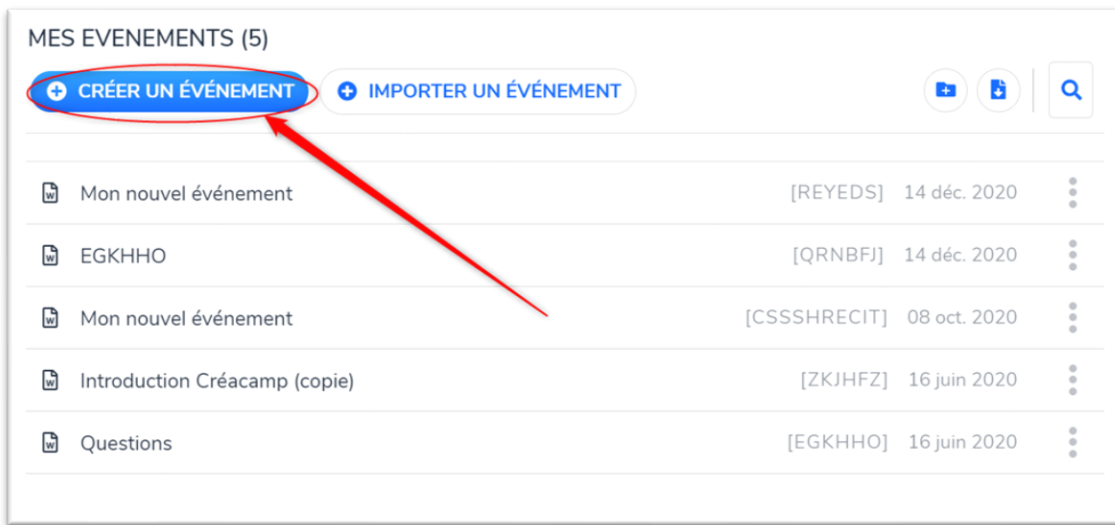 MES EVENEMENTS (5)
CRÉER UN ÉVÉNEMENT IMPORTER UN ÉVÉNEMENT
Mon nouvel événement [REYEDS] 14 déc. 2020
EGKHHO [QRNBFJ] 14 déc. 2020
Mon nouvel événement [CSSSHRECIT] 08 oct. 2020
Introduction Créacamp (copie) [ZKJHFZ] 16 juin 2020
Questions [EGKHHO] 16 juin 2020